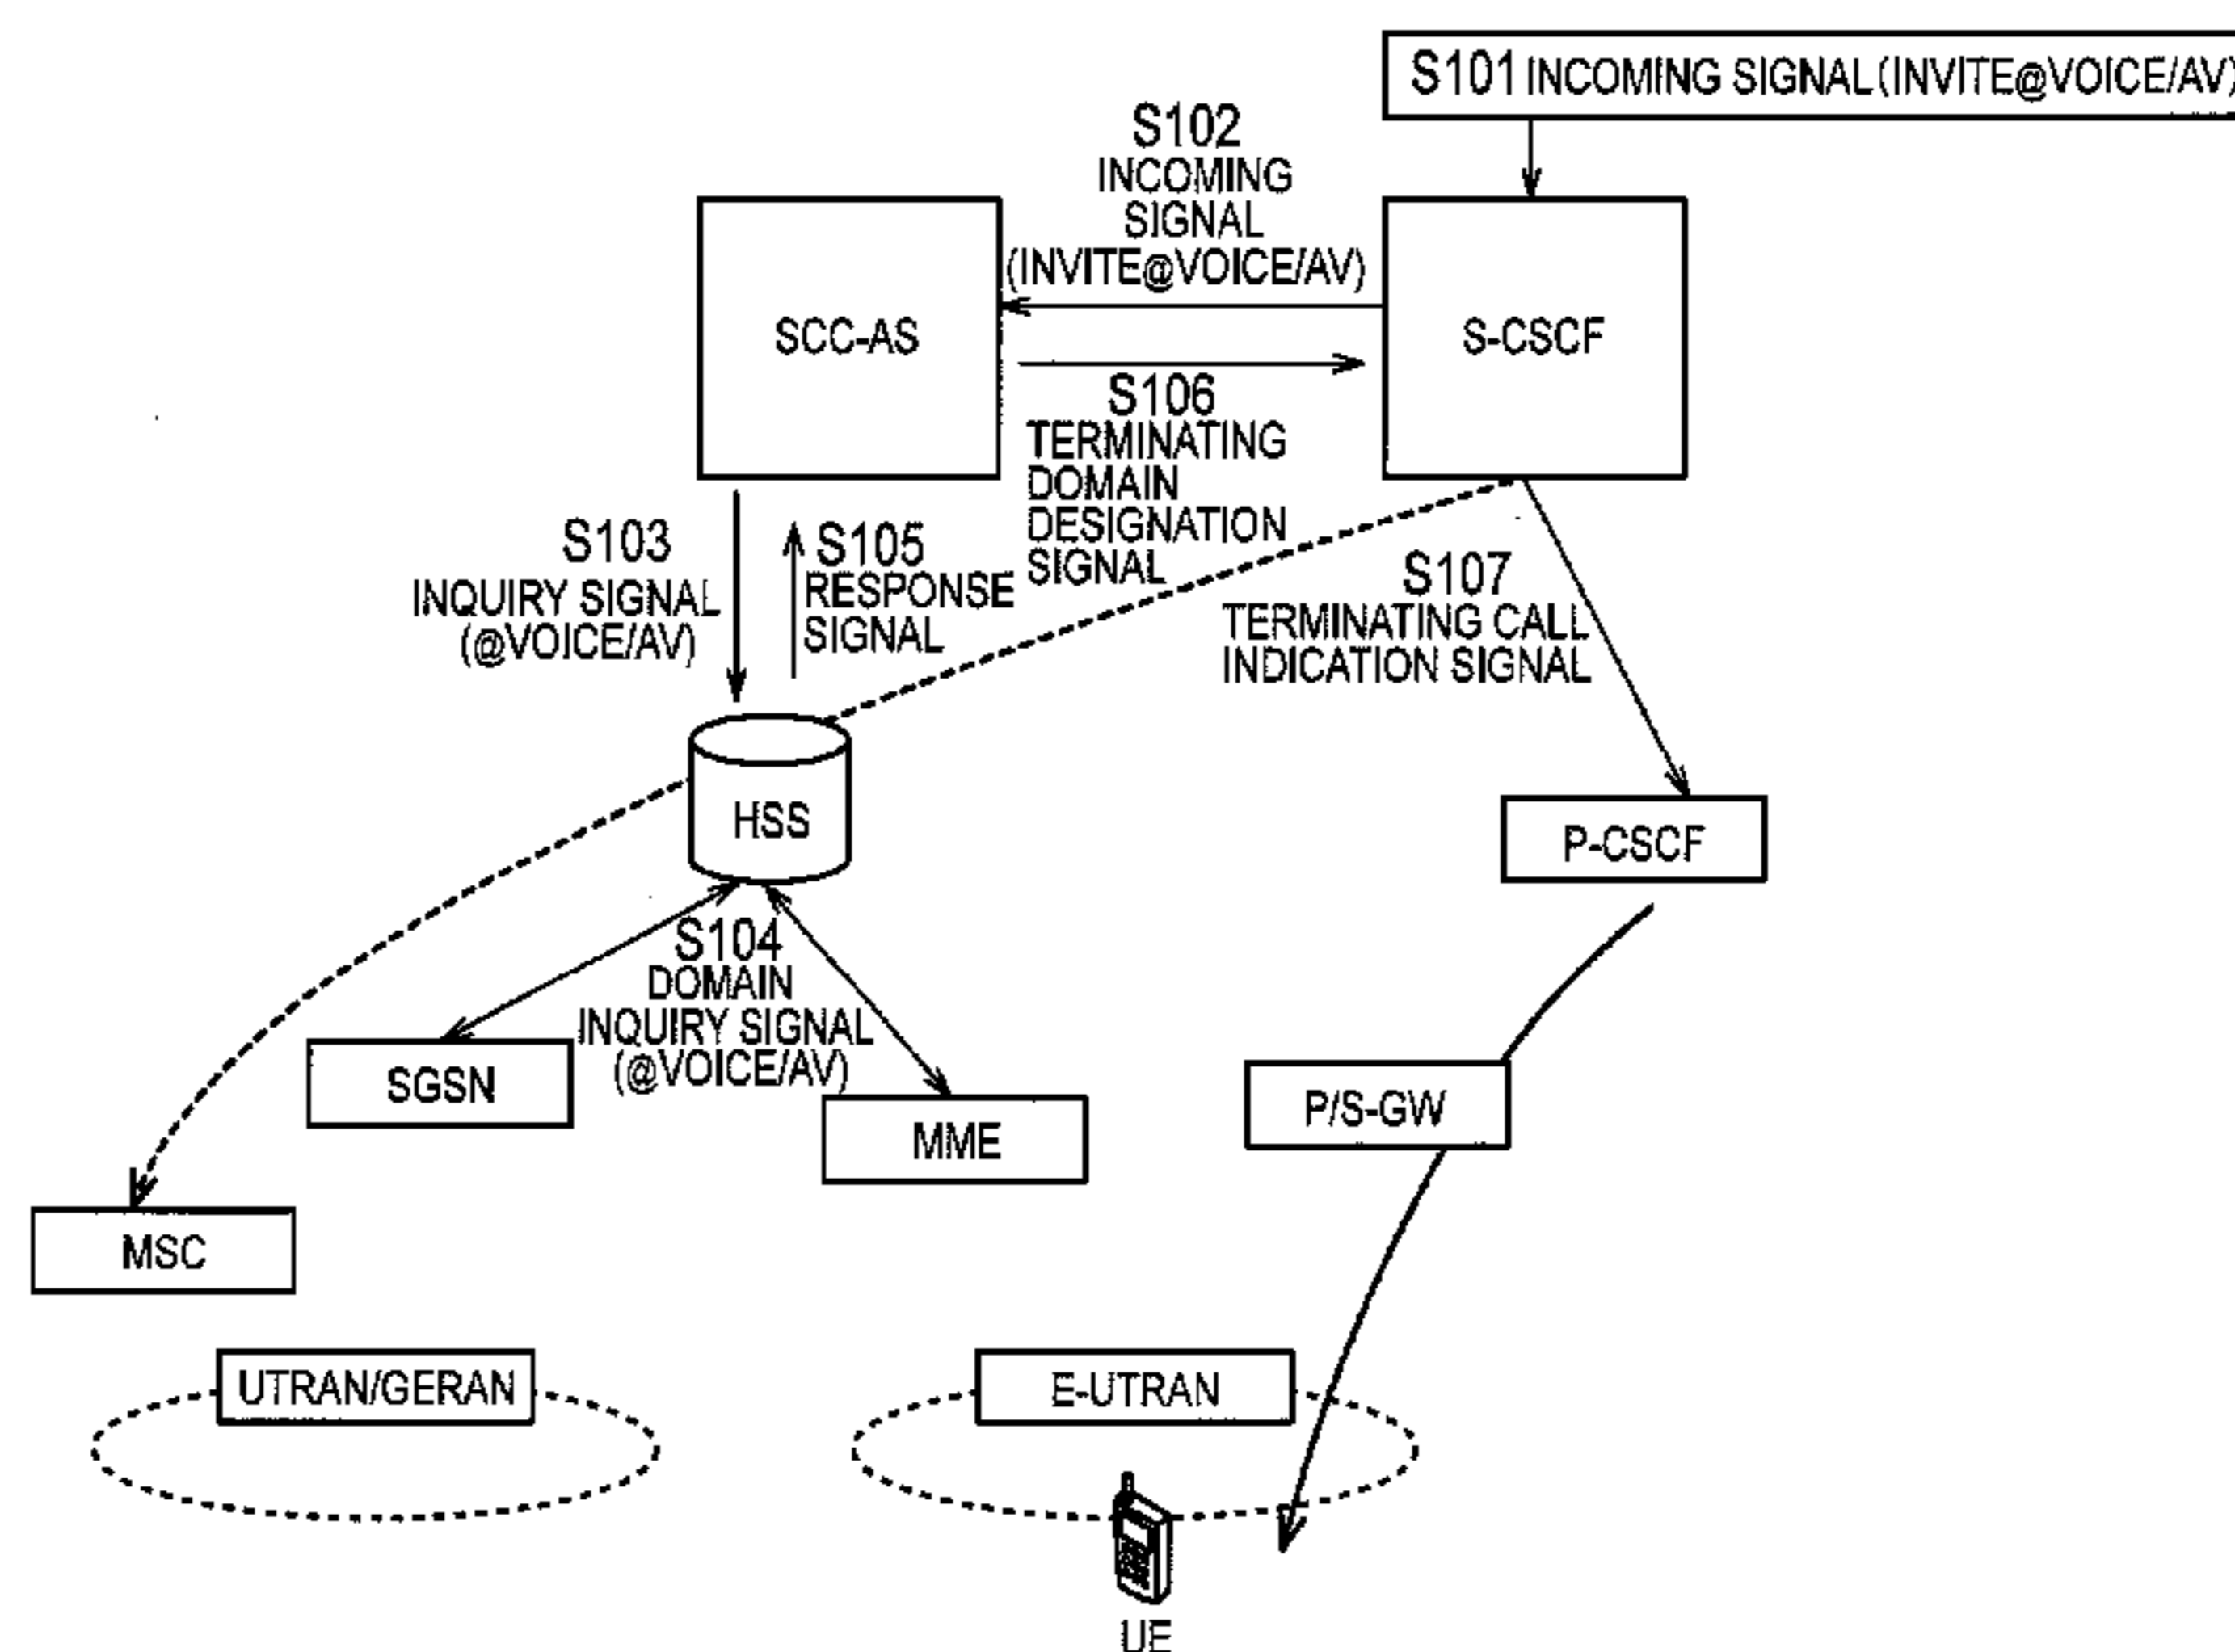 S101 INCOMING SIGNAL (INVITE@VOICE/AV)
S102
INCOMING
SIGNAL
(INVITE@VOICE/AV)
SCC-AS
S-CSCF
S106
TERMINATING
DOMAIN
DESIGNATION
SIGNAL
S103
INQUIRY SIGNAL
(@VOICE/AV)
S105
RESPONSE
SIGNAL
S107
TERMINATING CALL
INDICATION SIGNAL
HSS
P-CSCF
S104
DOMAIN
INQUIRY SIGNAL
(@VOICE/AV)
SGSN
MME
P/S-GW
MSC
UTRAN/GERAN
E-UTRAN
UE